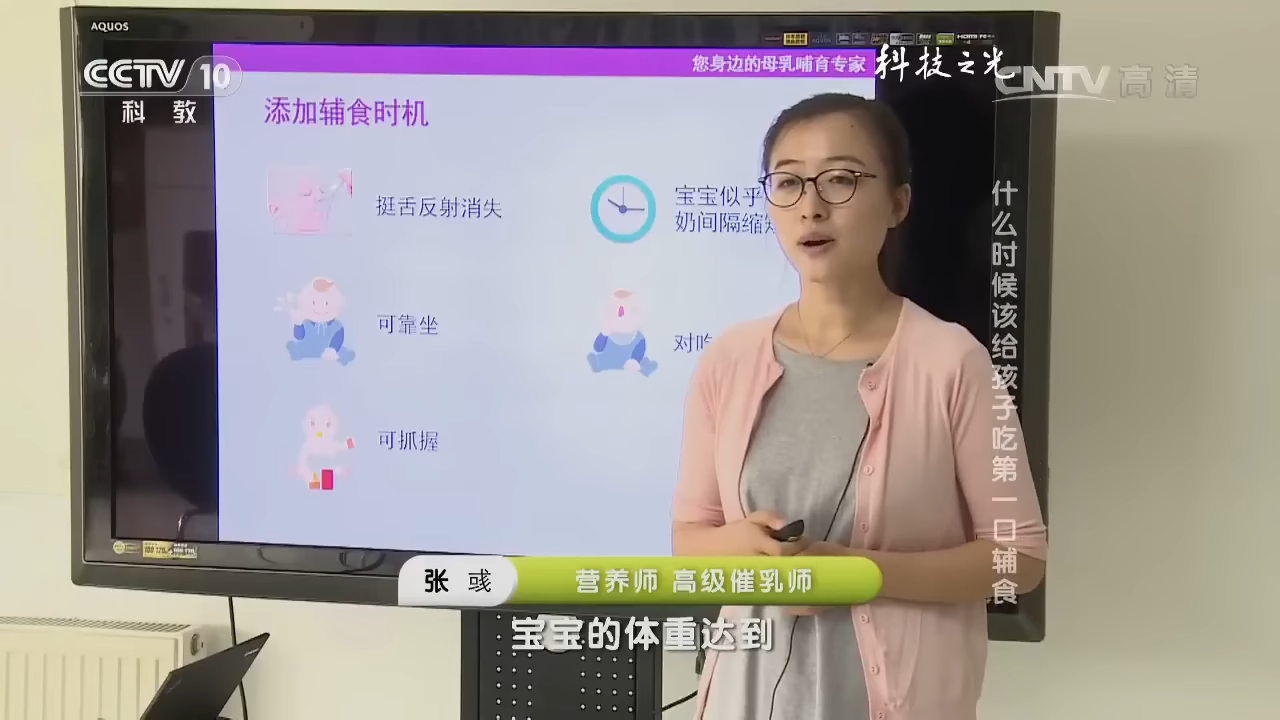 AQUOS
CCTV 10
科教
您身边的母乳哺育专家
科技之光
CNTV 高清
添加辅食时机
挺舌反射消失
宝宝似乎
奶间隔缩
可靠坐
对吃
可抓握
什么时候该给孩子吃第一口辅食
张 彧
营养师 高级催乳师
宝宝的体重达到